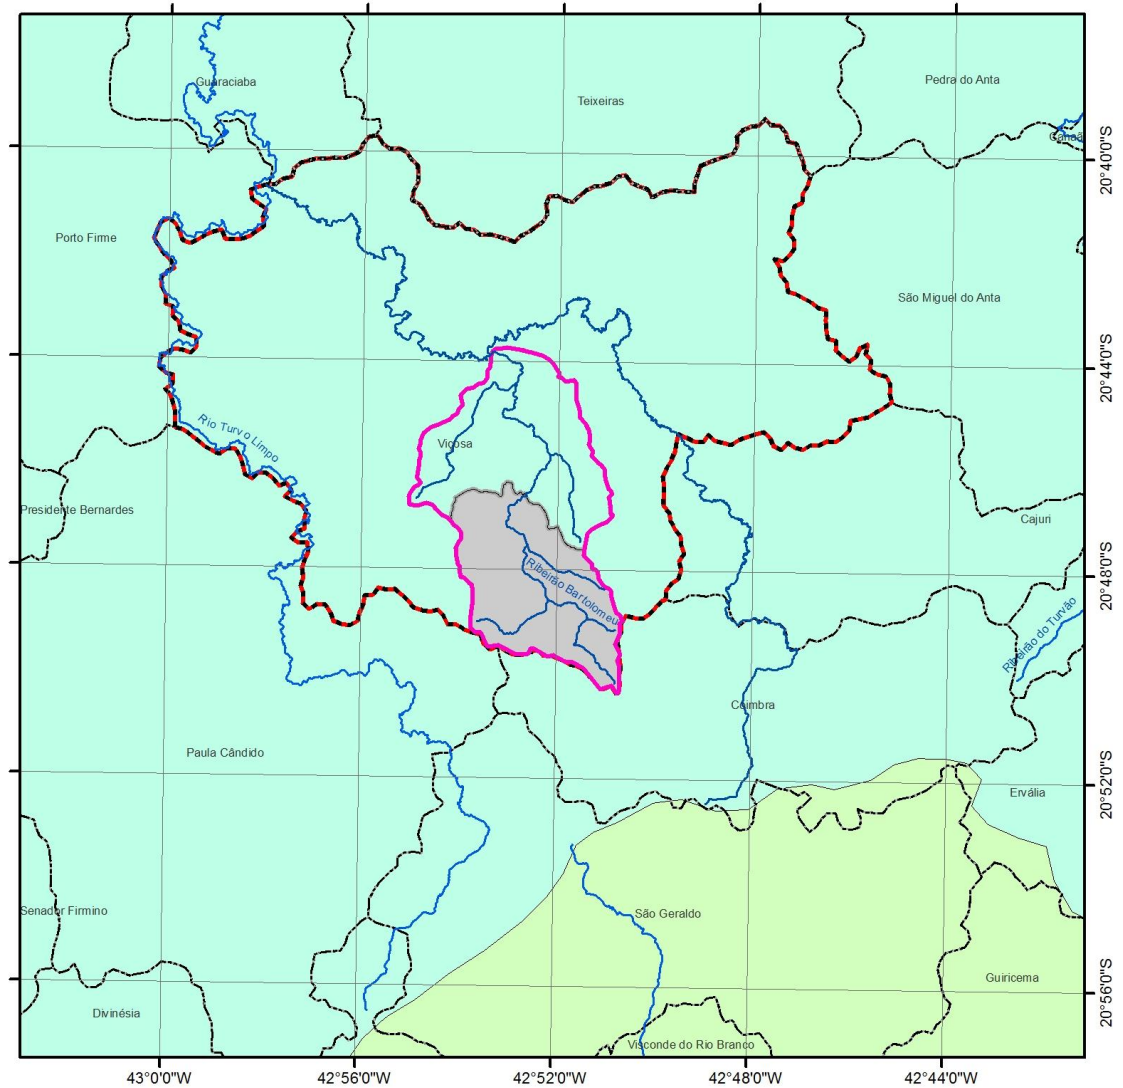 Guaraciaba
Teixeiras
Pedra do Anta
Canaã
20°40'0"S
Porto Firme
São Miguel do Anta
20°44'0"S
Rio Turvo Limpo
Viçosa
Presidente Bernardes
Cajuri
20°48'0"S
Ribeirão Bartolomeu
Ribeirão do Turvão
Coimbra
Paula Cândido
20°52'0"S
Ervália
Senador Firmino
São Geraldo
Guiricema
20°56'0"S
Divinésia
Visconde do Rio Branco
43°0'0"W
42°56'0"W
42°52'0"W
42°48'0"W
42°44'0"W